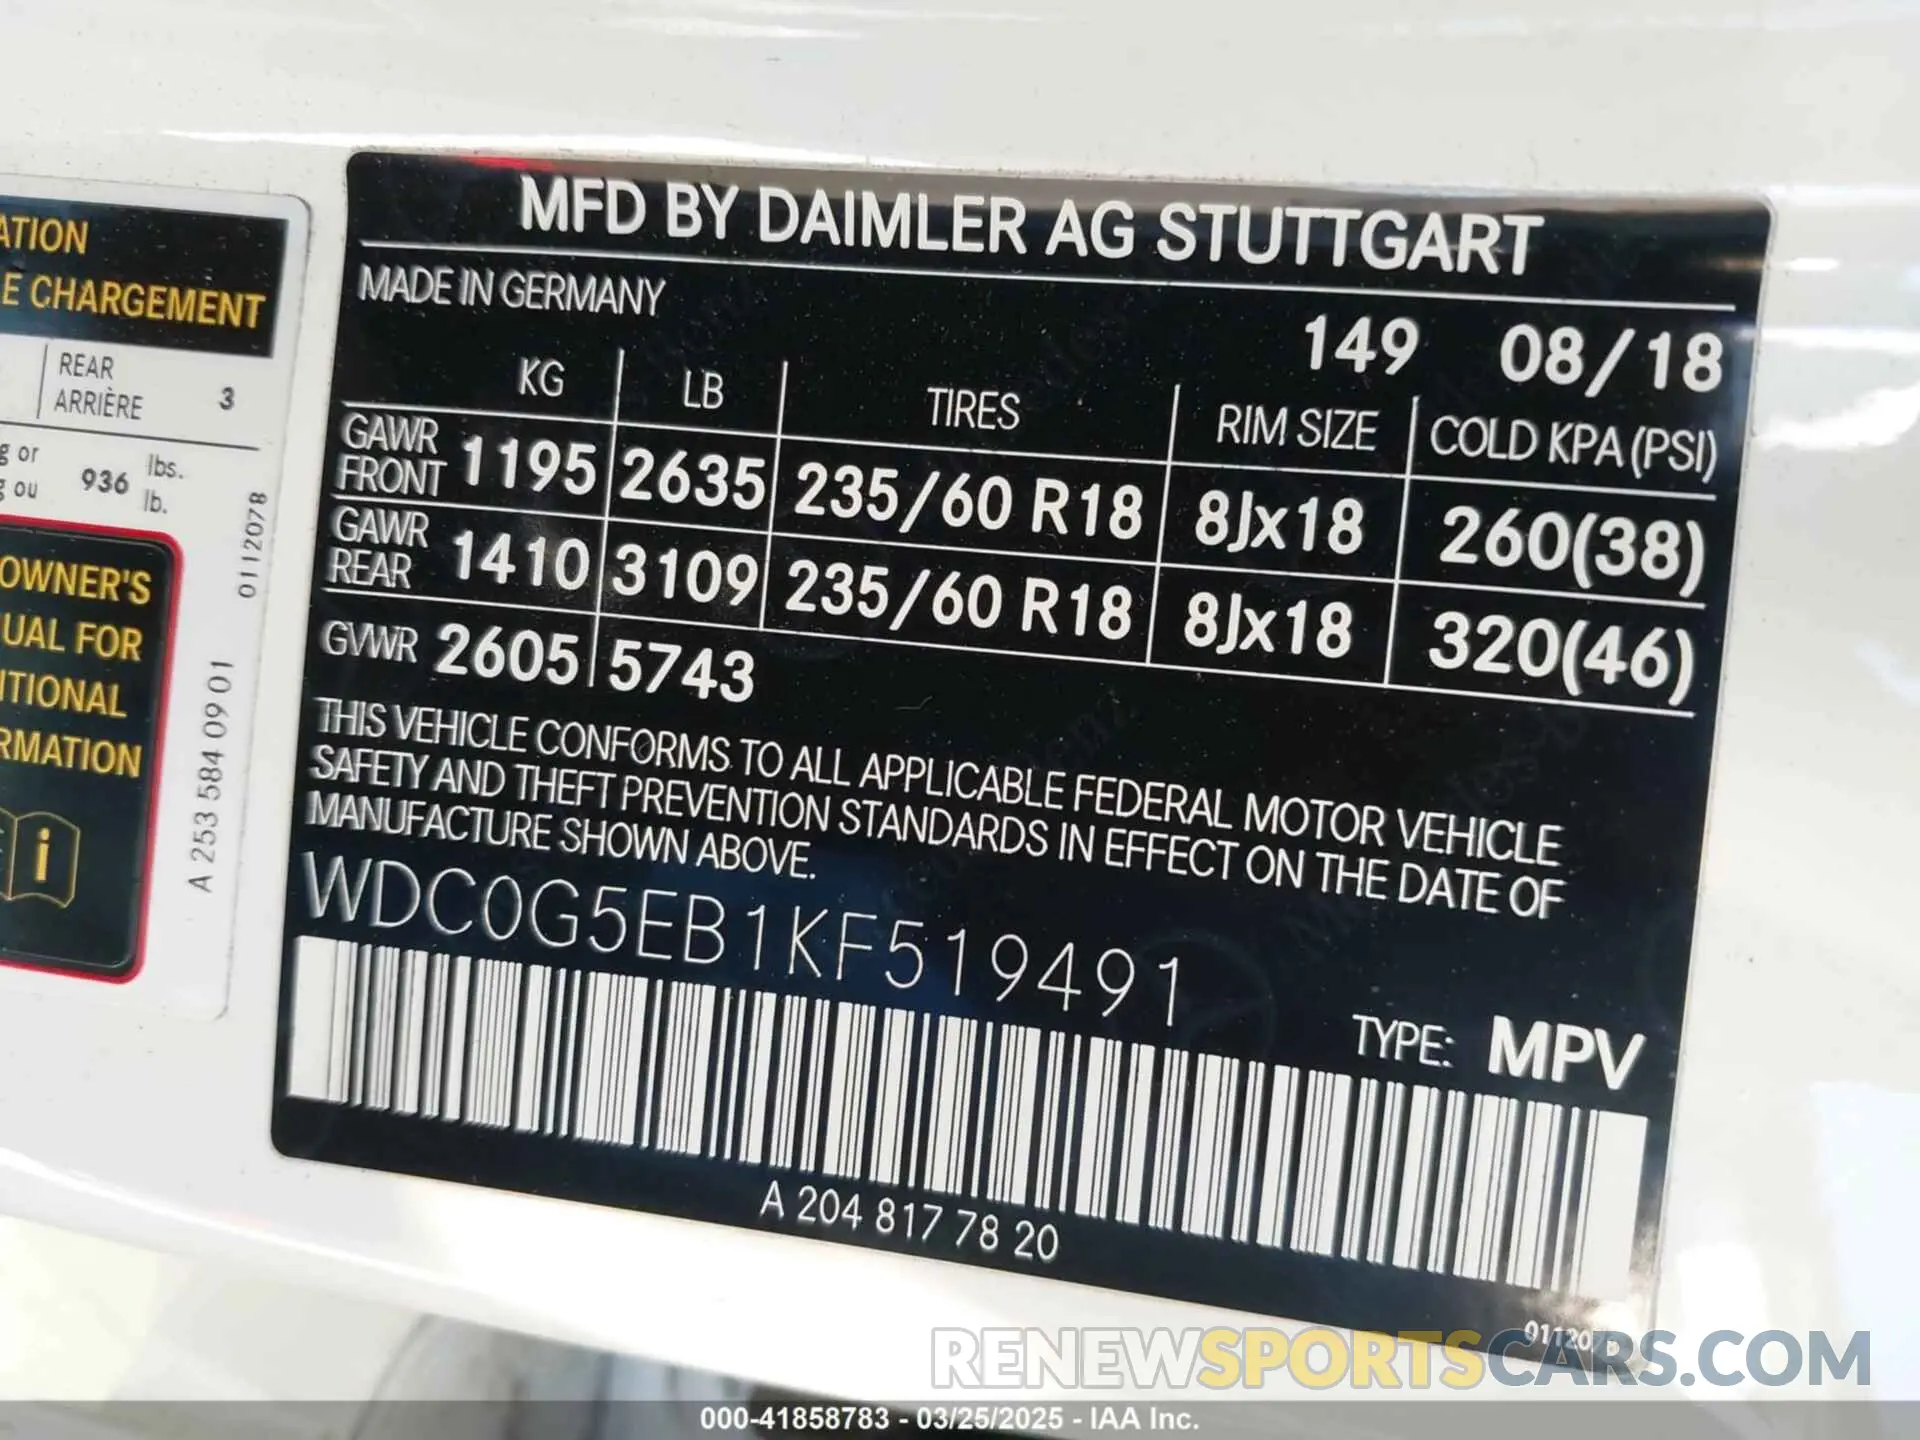 ATION
E CHARGEMENT
REAR
ARRIÈRE 3
g or 936 lbs.
g ou lb.
OWNER'S
UAL FOR
ITIONAL
RMATION
i
A 253 584 09 01
0112078
MFD BY DAIMLER AG STUTTGART
MADE IN GERMANY
149 08/18
KG LB TIRES RIM SIZE COLD KPA (PSI)
GAWR FRONT 1195 2635 235/60 R18 8Jx18 260(38)
GAWR REAR 1410 3109 235/60 R18 8Jx18 320(46)
GVWR 2605 5743
THIS VEHICLE CONFORMS TO ALL APPLICABLE FEDERAL MOTOR VEHICLE
SAFETY AND THEFT PREVENTION STANDARDS IN EFFECT ON THE DATE OF
MANUFACTURE SHOWN ABOVE.
WDC0G5EB1KF519491
TYPE: MPV
A 204 817 78 20
RENEWSPORTSCARS.COM
000-41858783 - 03/25/2025 - IAA Inc.